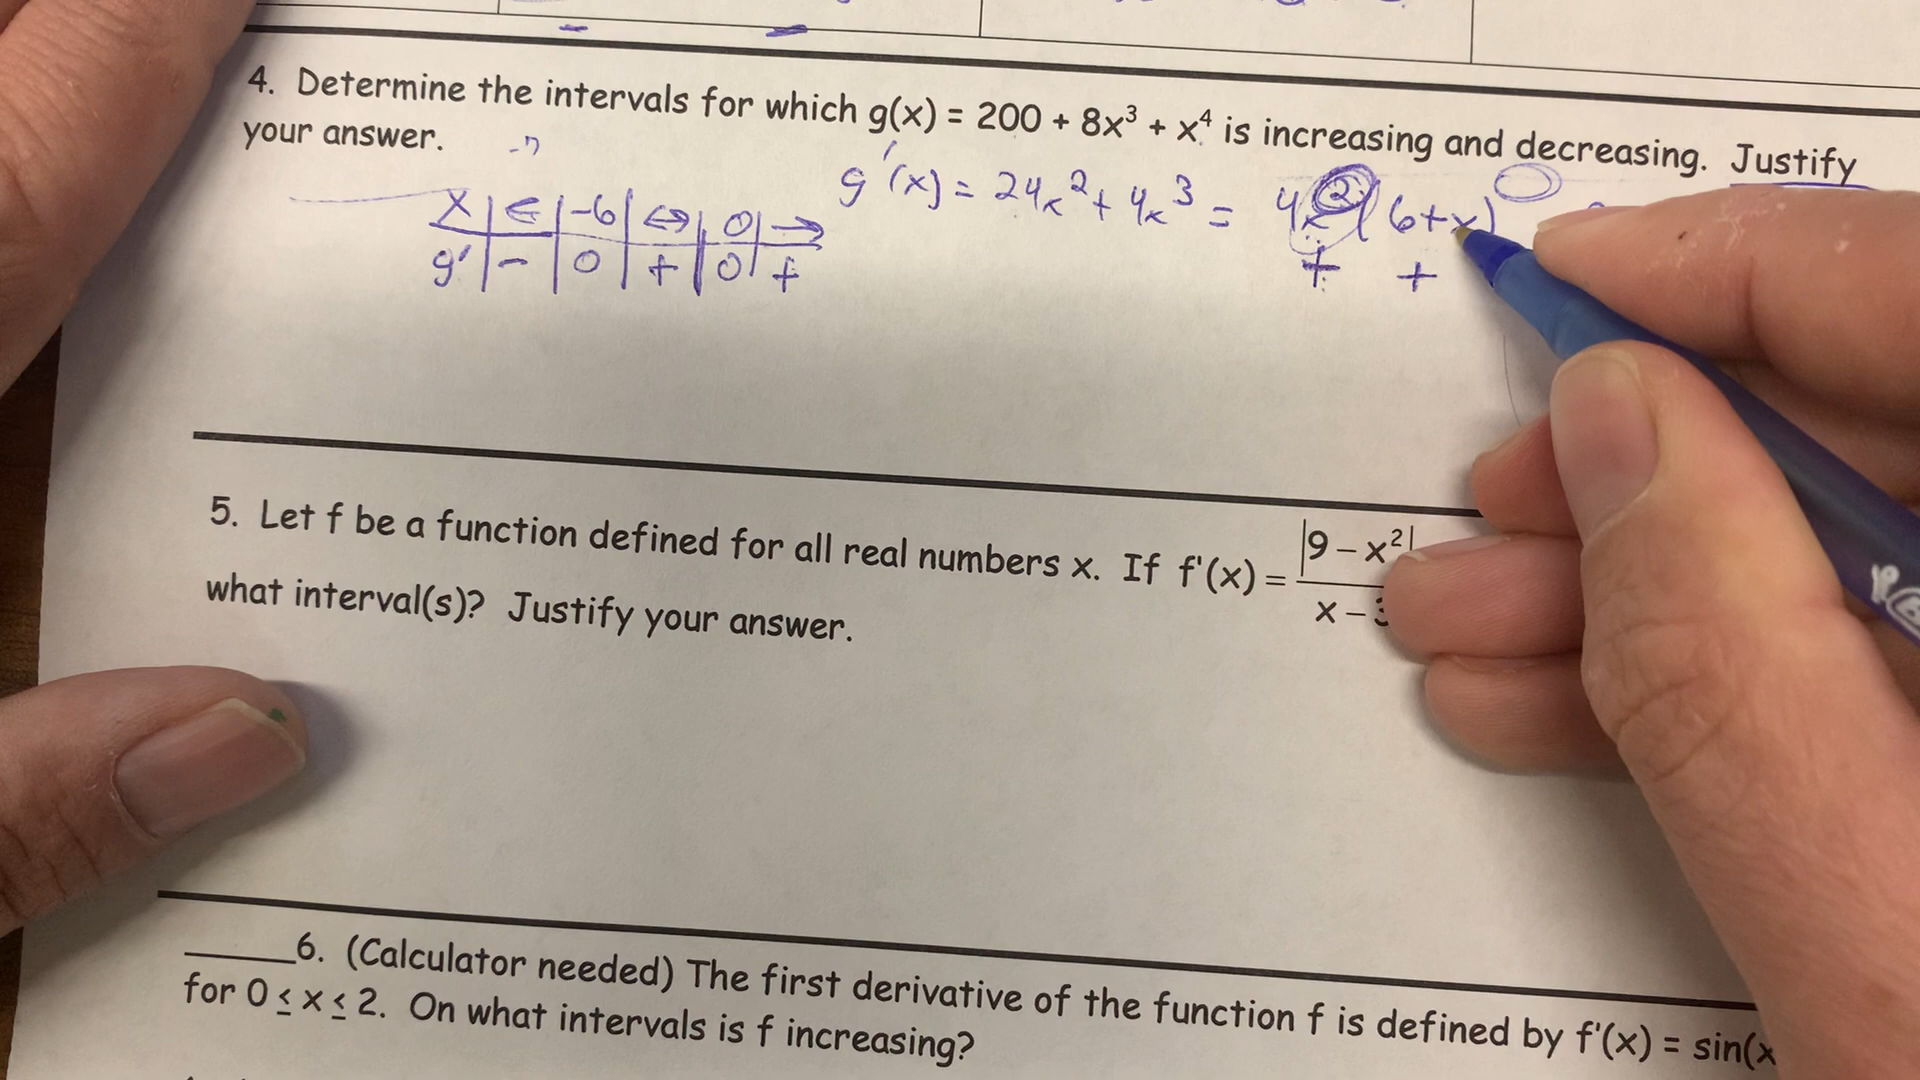 4. Determine the intervals for which g(x) = 200 + 8x³ + x⁴ is increasing and decreasing. Justify
your answer.
g'(x) = 24x² + 4x³ = 4x²(6+x)
+ +
x | ← | -6 | ↔ | 0 | →
g' | - | 0 | + | 0 | +
5. Let f be a function defined for all real numbers x. If f'(x) = |9 – x²|
x –
what interval(s)? Justify your answer.
_____6. (Calculator needed) The first derivative of the function f is defined by f'(x) = sin(x
for 0 ≤ x ≤ 2. On what intervals is f increasing?